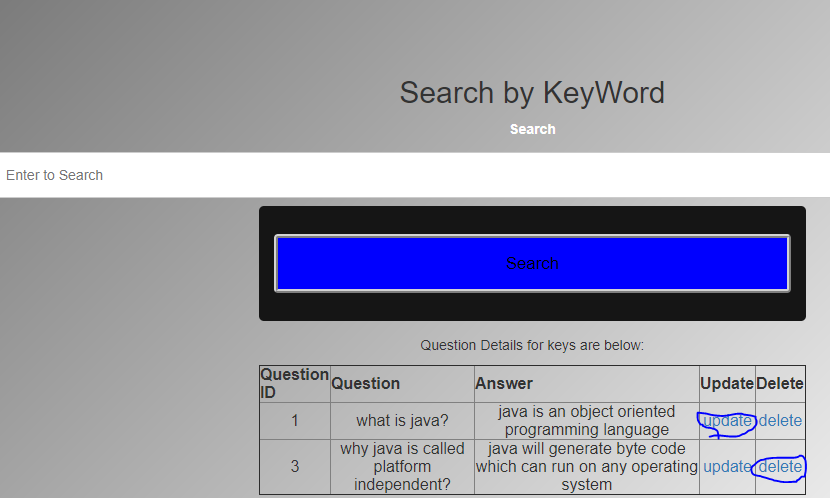 Search by KeyWord
Search
Enter to Search
Search
Question Details for keys are below:
Question ID Question Answer Update Delete
1 what is java? java is an object oriented programming language update delete
3 why java is called platform independent? java will generate byte code which can run on any operating system update delete